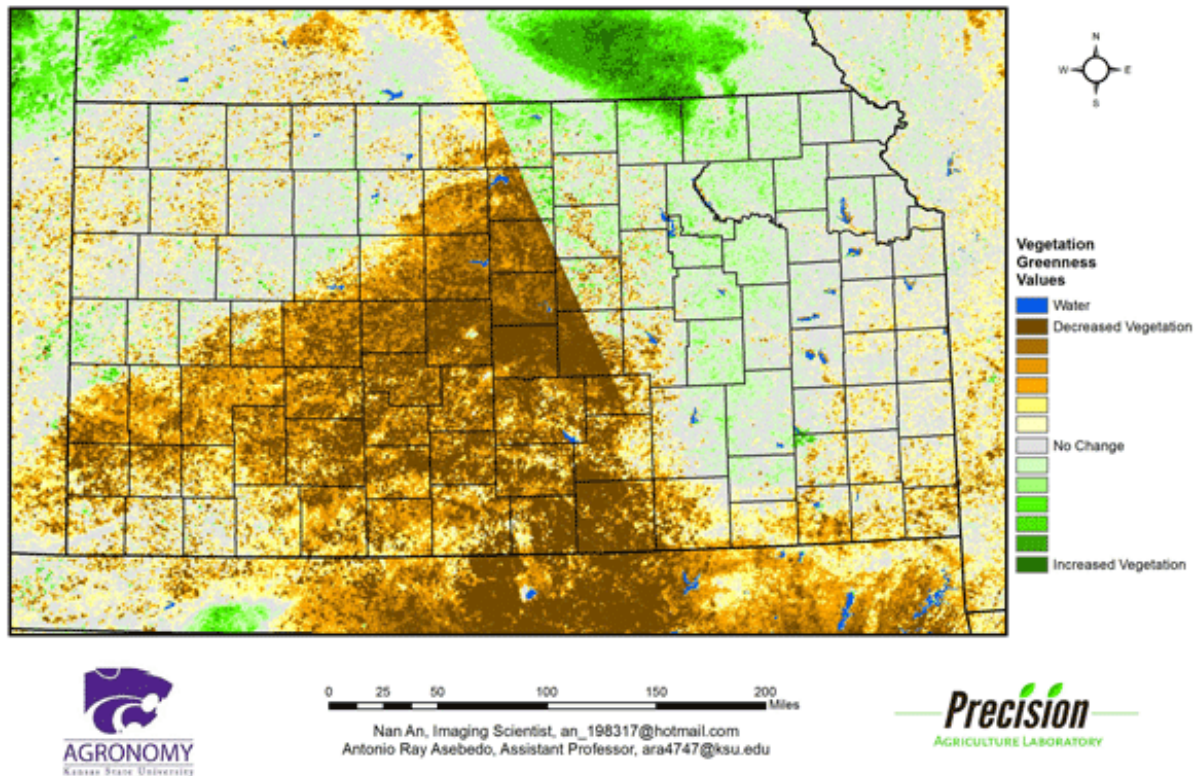 N
W E
S
Vegetation
Greenness
Values
Water
Decreased Vegetation
No Change
Increased Vegetation
0 25 50 100 150 200
Miles
Nan An, Imaging Scientist, an_198317@hotmail.com
Antonio Ray Asebedo, Assistant Professor, ara4747@ksu.edu
AGRONOMY
Kansas State University
Precision
AGRICULTURE LABORATORY